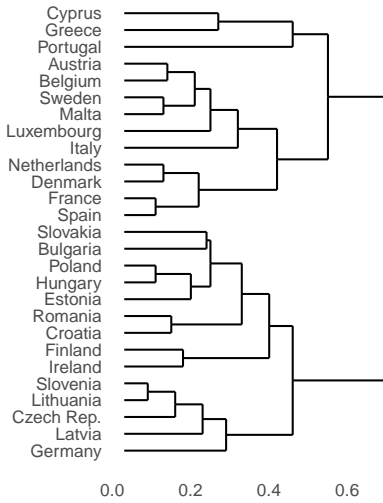 Cyprus
Greece
Portugal
Austria
Belgium
Sweden
Malta
Luxembourg
Italy
Netherlands
Denmark
France
Spain
Slovakia
Bulgaria
Poland
Hungary
Estonia
Romania
Croatia
Finland
Ireland
Slovenia
Lithuania
Czech Rep.
Latvia
Germany
0.0 0.2 0.4 0.6